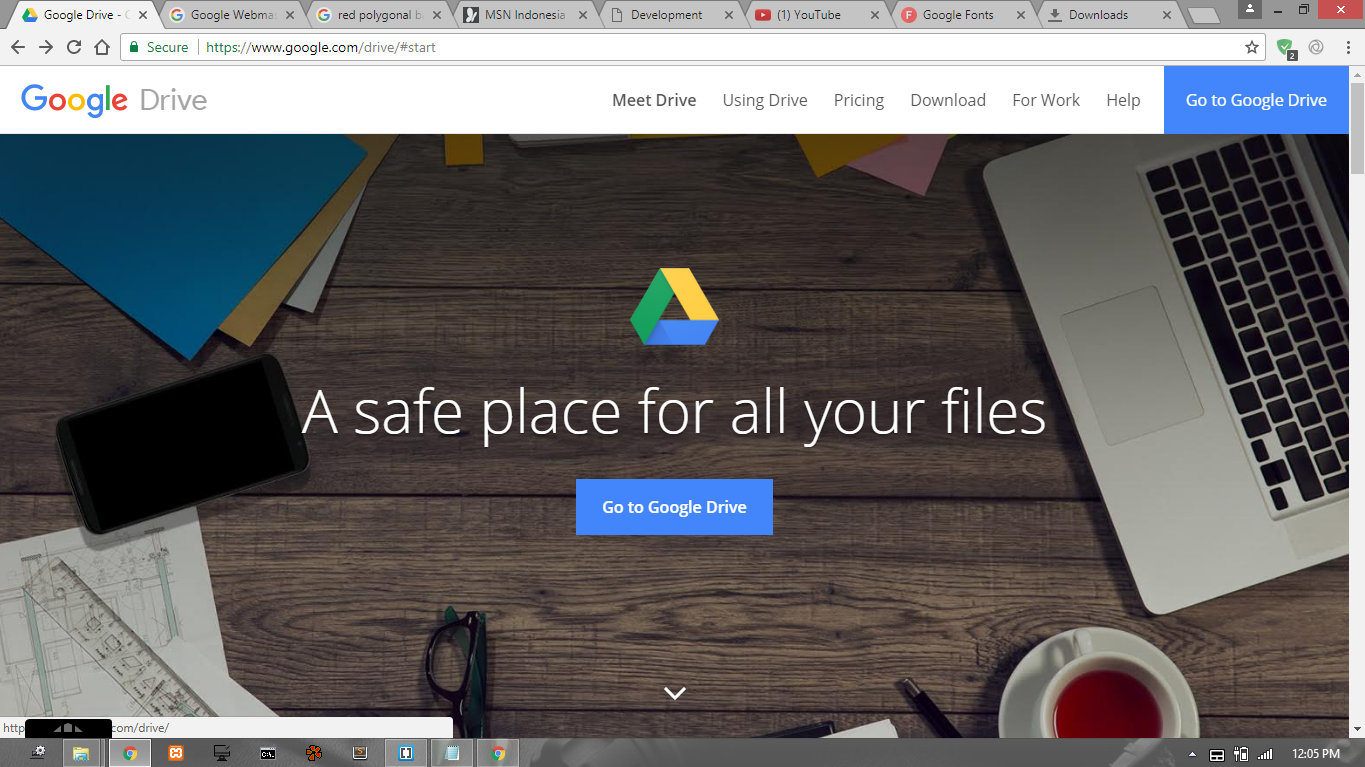 Google Drive - 
Google Webmas
red polygonal b
MSN Indonesia
Development
(1) YouTube
Google Fonts
Downloads
Secure
https://www.google.com/drive/#start
2
Google Drive
Meet Drive
Using Drive
Pricing
Download
For Work
Help
Go to Google Drive
A safe place for all your files
Go to Google Drive
http
.com/drive/
C:\_
12:05 PM